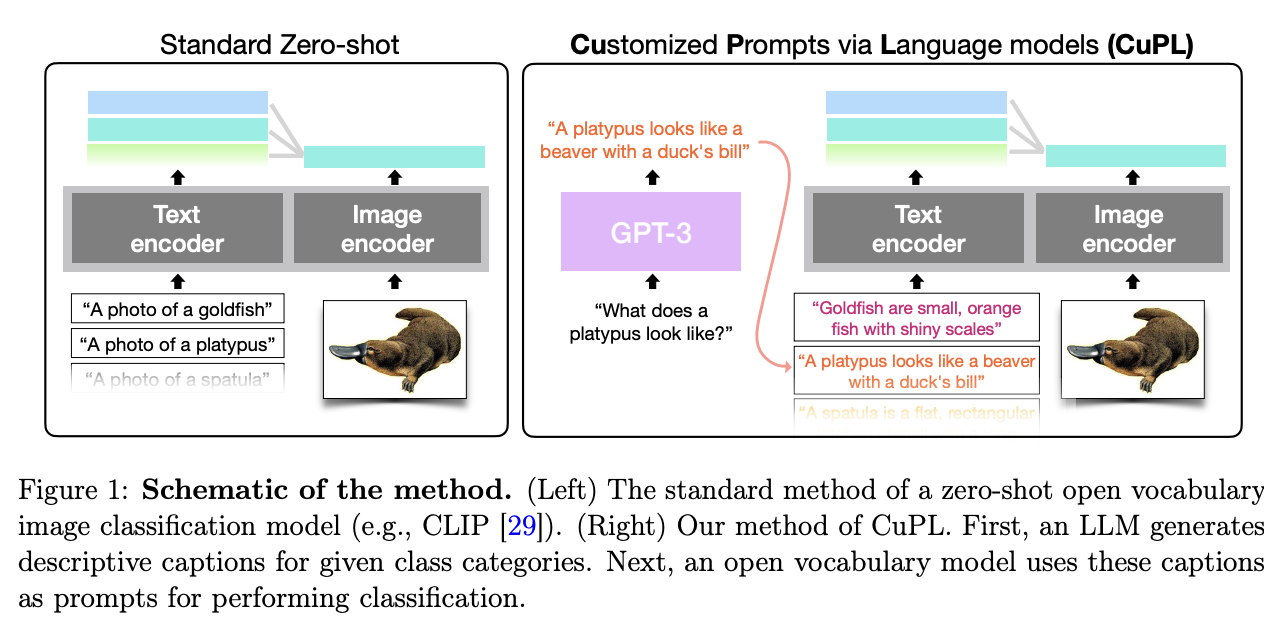 Standard Zero-shot
“A photo of a goldfish”
“A photo of a platypus”
“A photo of a spatula”
Text
encoder
Image
encoder
Customized Prompts via Language models (CuPL)
“What does a
platypus look like?”
GPT-3
“A platypus looks like a
beaver with a duck's bill”
“Goldfish are small, orange
fish with shiny scales”
“A platypus looks like a beaver
with a duck's bill”
“A spatula is a flat, rectangular
Text
encoder
Image
encoder
Figure 1: Schematic of the method. (Left) The standard method of a zero-shot open vocabulary
image classification model (e.g., CLIP [29]). (Right) Our method of CuPL. First, an LLM generates
descriptive captions for given class categories. Next, an open vocabulary model uses these captions
as prompts for performing classification.